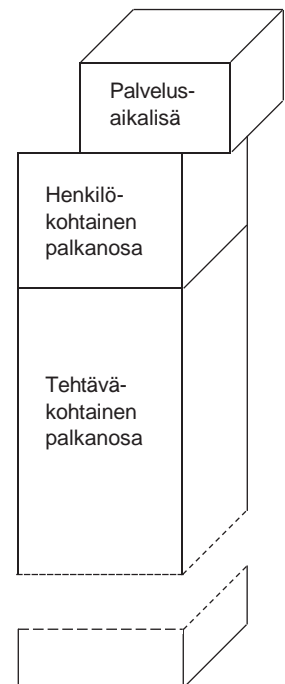 Palvelus-
aikalisä
Henkilö-
kohtainen
palkanosa
Tehtävä-
kohtainen
palkanosa